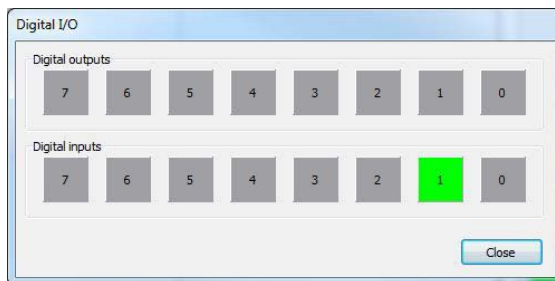 Digital I/O
Digital outputs
7 6 5 4 3 2 1 0
Digital inputs
7 6 5 4 3 2 1 0
Close